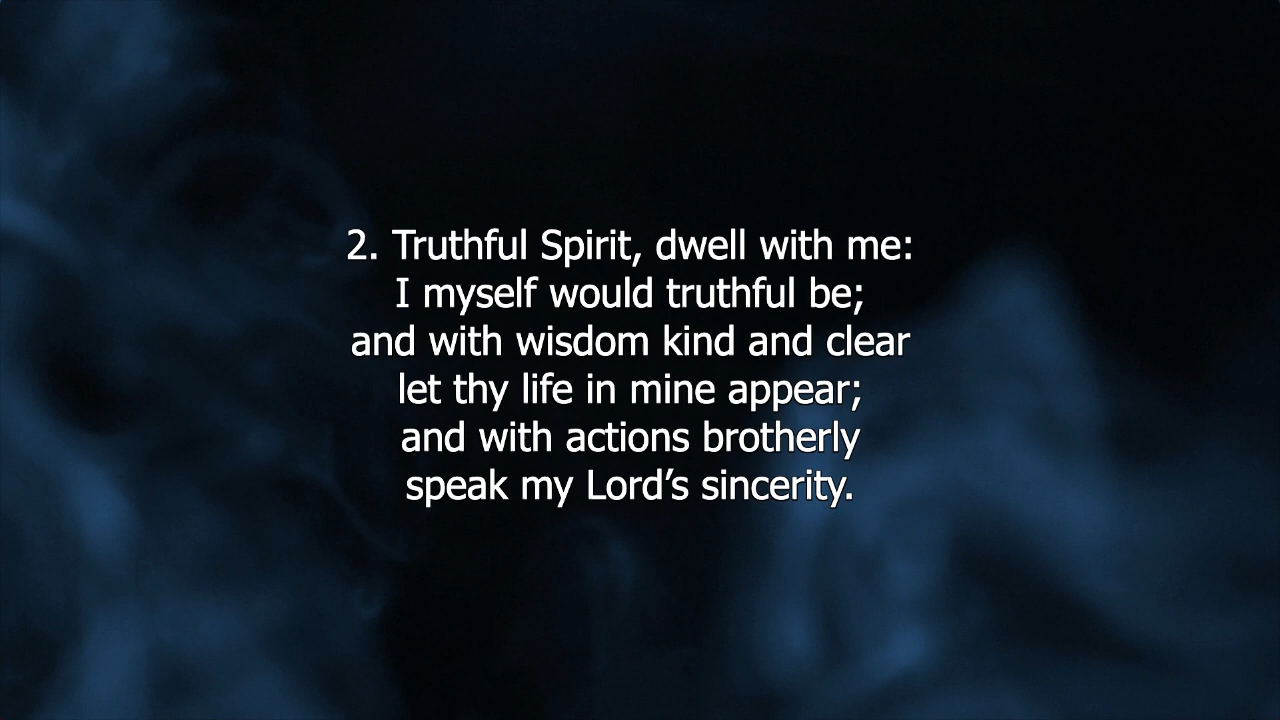 2. Truthful Spirit, dwell with me:
I myself would truthful be;
and with wisdom kind and clear
let thy life in mine appear;
and with actions brotherly
speak my Lord’s sincerity.